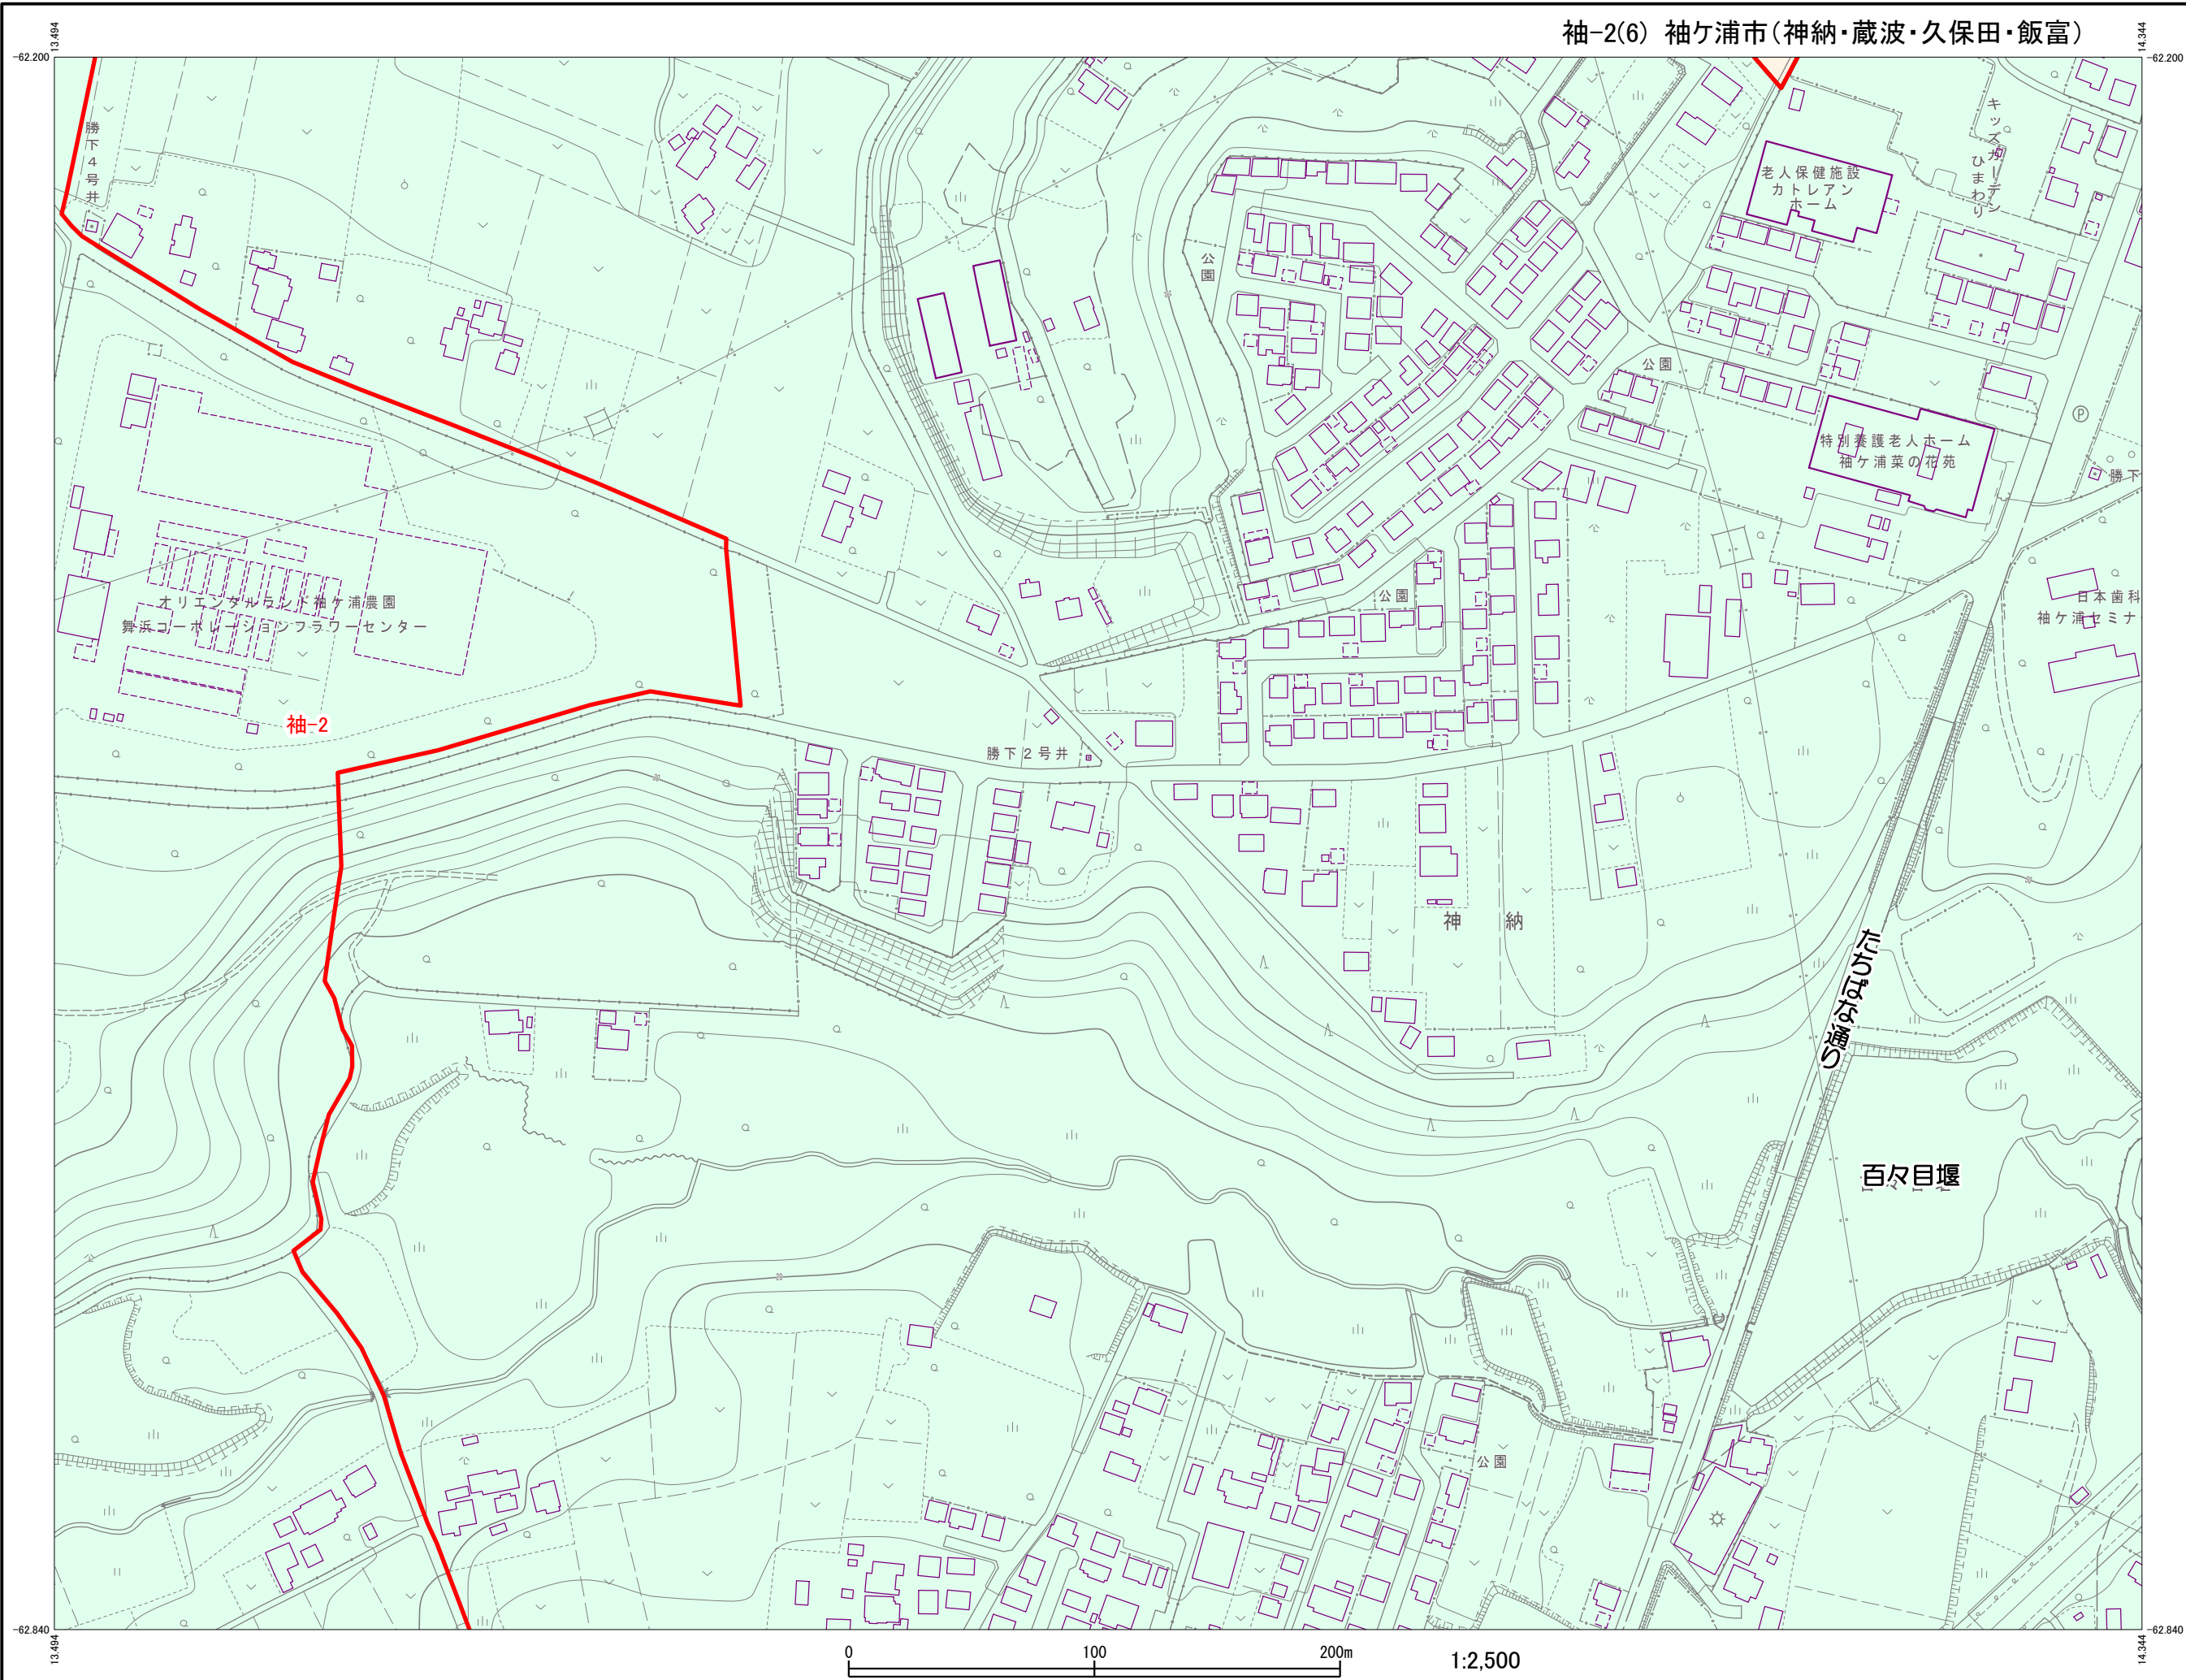 袖-2(6) 袖ケ浦市(神納・蔵波・久保田・飯富)
13.494
14.344
-62.200
-62.200
勝下4号井
キッズガーデン
ひまわり
老人保健施設
カトレアン
ホーム
公園
公園
P
特別養護老人ホーム
袖ケ浦菜の花苑
勝下
オリエンタルランド袖ケ浦農園
舞浜コーポレーションフラワーセンター
公園
日本歯科
袖ケ浦セミナ
袖-2
勝下2号井
神納
たちばな通り
百々目堰
公園
-62.840
-62.840
13.494
14.344
0 100 200m
1:2,500